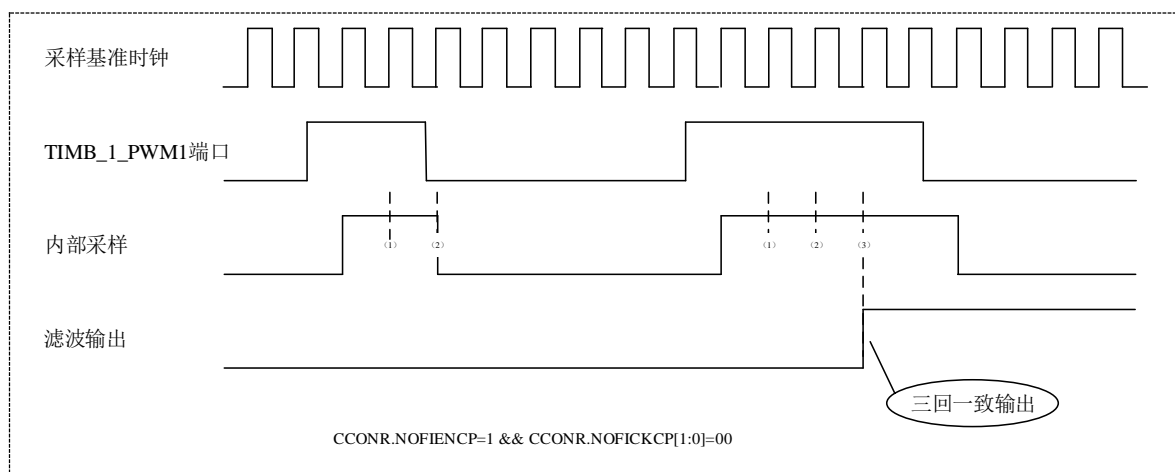 采样基准时钟
TIMB_1_PWM1端口
内部采样
(1)
(2)
(1)
(2)
(3)
滤波输出
三回一致输出
CCONR.NOFIENCP=1 && CCONR.NOFICKCP[1:0]=00